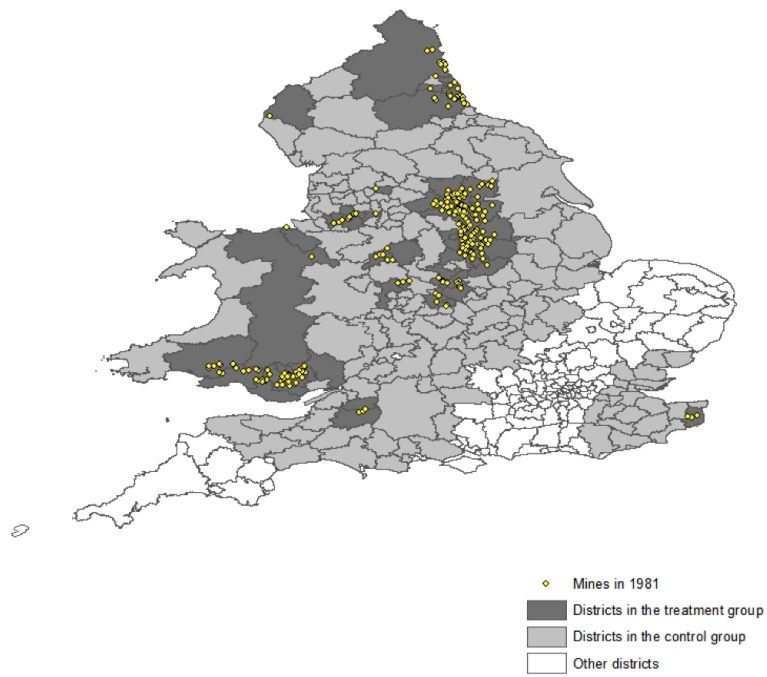 Mines in 1981
Districts in the treatment group
Districts in the control group
Other districts